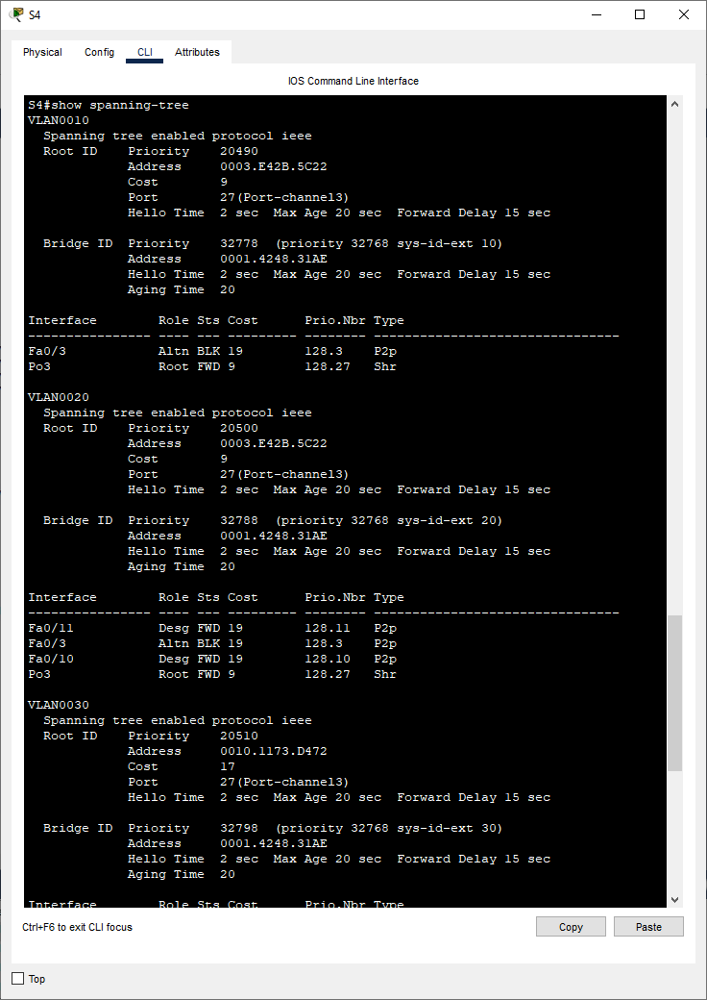 S4
Physical Config CLI Attributes
IOS Command Line Interface
S4#show spanning-tree
VLAN0010
  Spanning tree enabled protocol ieee
  Root ID    Priority    20490
             Address     0003.E42B.5C22
             Cost        9
             Port        27(Port-channel3)
             Hello Time  2 sec  Max Age 20 sec  Forward Delay 15 sec

  Bridge ID  Priority    32778  (priority 32768 sys-id-ext 10)
             Address     0001.4248.31AE
             Hello Time  2 sec  Max Age 20 sec  Forward Delay 15 sec
             Aging Time  20

Interface        Role Sts Cost      Prio.Nbr Type
---------------- ---- --- --------- -------- --------------------------------
Fa0/3            Altn BLK 19        128.3    P2p
Po3              Root FWD 9         128.27   Shr

VLAN0020
  Spanning tree enabled protocol ieee
  Root ID    Priority    20500
             Address     0003.E42B.5C22
             Cost        9
             Port        27(Port-channel3)
             Hello Time  2 sec  Max Age 20 sec  Forward Delay 15 sec

  Bridge ID  Priority    32788  (priority 32768 sys-id-ext 20)
             Address     0001.4248.31AE
             Hello Time  2 sec  Max Age 20 sec  Forward Delay 15 sec
             Aging Time  20

Interface        Role Sts Cost      Prio.Nbr Type
---------------- ---- --- --------- -------- --------------------------------
Fa0/11           Desg FWD 19        128.11   P2p
Fa0/3            Altn BLK 19        128.3    P2p
Fa0/10           Desg FWD 19        128.10   P2p
Po3              Root FWD 9         128.27   Shr

VLAN0030
  Spanning tree enabled protocol ieee
  Root ID    Priority    20510
             Address     0010.1173.D472
             Cost        17
             Port        27(Port-channel3)
             Hello Time  2 sec  Max Age 20 sec  Forward Delay 15 sec

  Bridge ID  Priority    32798  (priority 32768 sys-id-ext 30)
             Address     0001.4248.31AE
             Hello Time  2 sec  Max Age 20 sec  Forward Delay 15 sec
             Aging Time  20

Interface        Role Sts Cost      Prio.Nbr Type
Ctrl+F6 to exit CLI focus
Copy Paste
Top